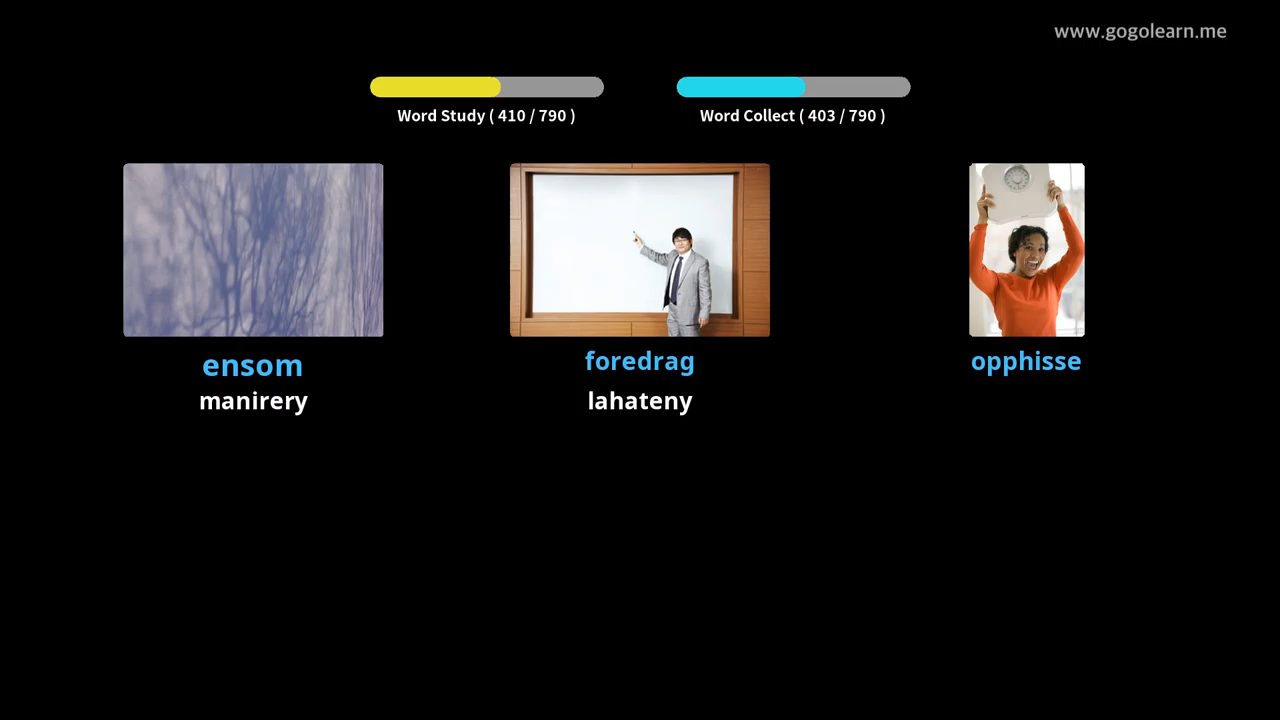 www.gogolearn.me
Word Study ( 410 / 790 )
Word Collect ( 403 / 790 )
ensom
foredrag
opphisse
manirery
lahateny